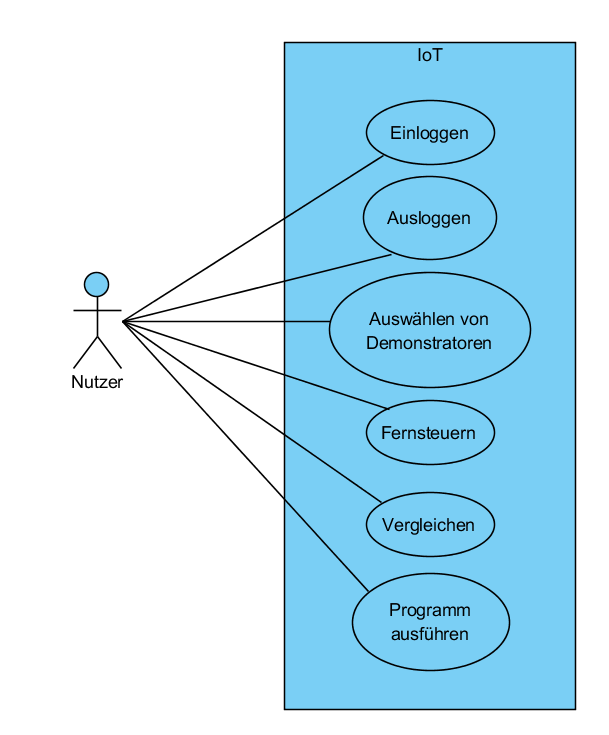 IoT
Einloggen
Ausloggen
Auswählen von
Demonstratoren
Nutzer
Fernsteuern
Vergleichen
Programm
ausführen